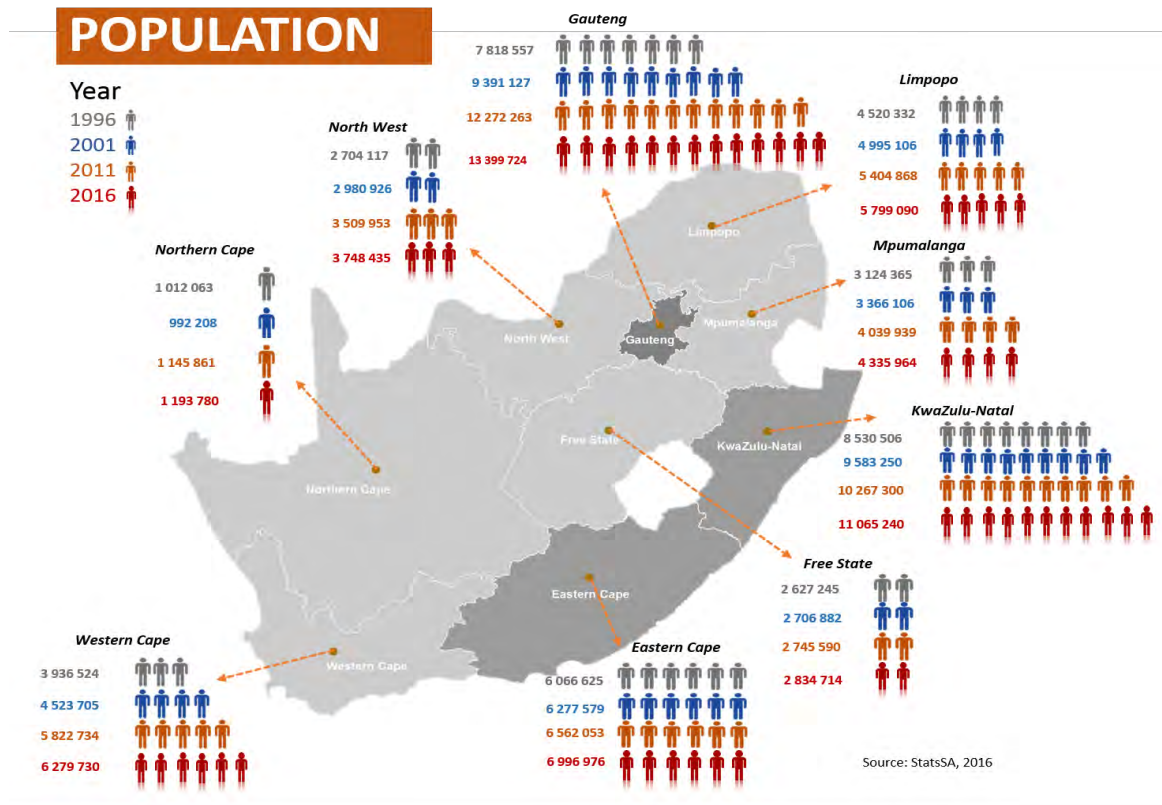 POPULATION
Year
1996
2001
2011
2016
Gauteng
7 818 557
9 391 127
12 272 263
13 399 724
Limpopo
4 520 332
4 995 106
5 404 868
5 799 090
North West
2 704 117
2 980 926
3 509 953
3 748 435
Mpumalanga
3 124 365
3 366 106
4 039 939
4 335 964
Northern Cape
1 012 063
992 208
1 145 861
1 193 780
KwaZulu-Natal
8 530 506
9 583 250
10 267 300
11 065 240
Limpopo
North West
Gauteng
Mpumalanga
Free State
KwaZulu-Natal
Northern Cape
Eastern Cape
Western Cape
Free State
2 627 245
2 706 882
2 745 590
2 834 714
Western Cape
3 936 524
4 523 705
5 822 734
6 279 730
Eastern Cape
6 066 625
6 277 579
6 562 053
6 996 976
Source: StatsSA, 2016